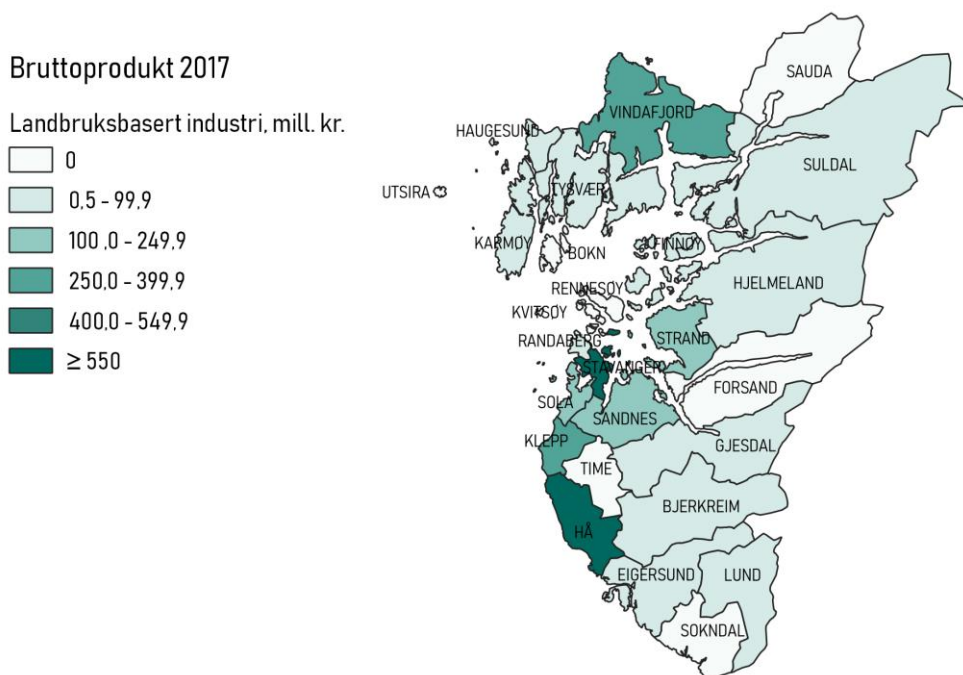 Bruttoprodukt 2017
Landbruksbasert industri, mill. kr.
0
0,5 – 99,9
100,0 – 249,9
250,0 – 399,9
400,0 – 549,9
≥ 550
SAUDA
VINDAFJORD
HAUGESUND
SULDAL
UTSIRA
TYSVÆR
KARMØY
BOKN
FINNØY
HJELMELAND
RENNESØY
KVITSØY
RANDABERG
STRAND
STAVANGER
FORSAND
SOLA
SANDNES
KLEPP
GJESDAL
TIME
BJERKREIM
HÅ
EIGERSUND
LUND
SOKNDAL